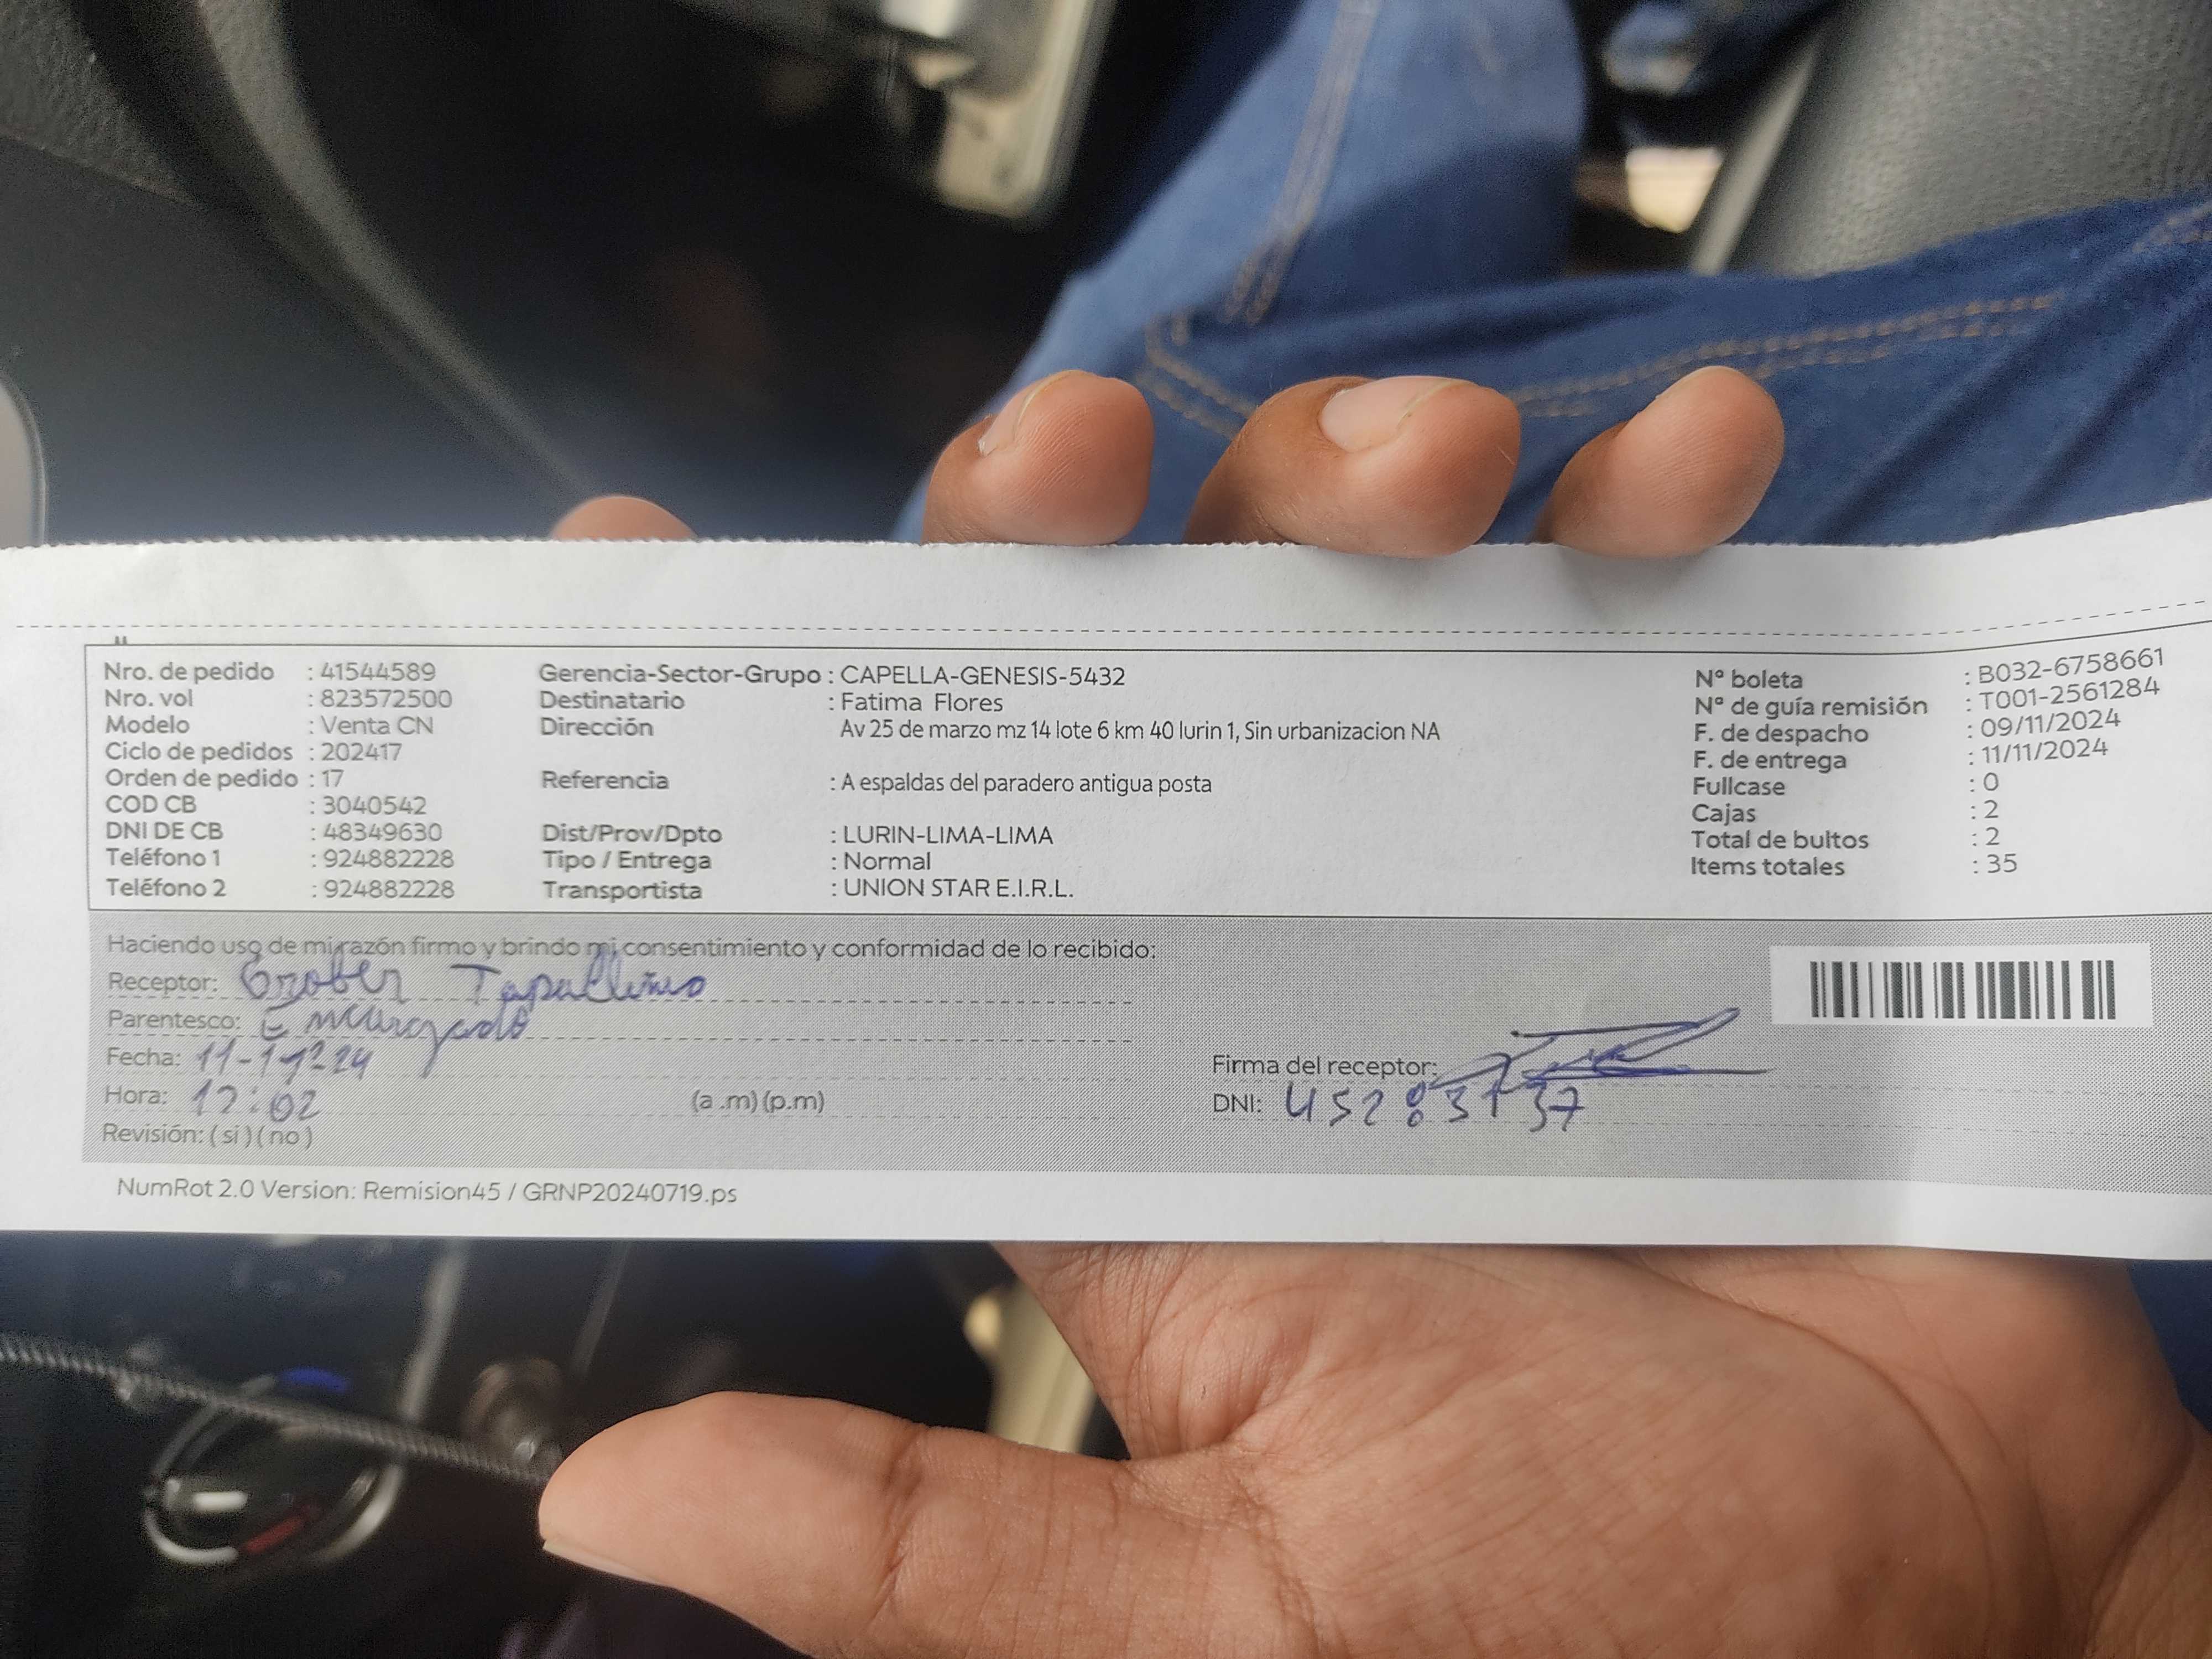 Nro. de pedido : 41544589
Nro. vol : 823572500
Modelo : Venta CN
Ciclo de pedidos : 202417
Orden de pedido : 17
COD CB : 3040542
DNI DE CB : 48349630
Teléfono 1 : 924882228
Teléfono 2 : 924882228
Gerencia-Sector-Grupo : CAPELLA-GENESIS-5432
Destinatario : Fatima Flores
Dirección Av 25 de marzo mz 14 lote 6 km 40 lurin 1, Sin urbanizacion NA
Referencia : A espaldas del paradero antigua posta
Dist/Prov/Dpto : LURIN-LIMA-LIMA
Tipo / Entrega : Normal
Transportista : UNION STAR E.I.R.L.
Nº boleta : B032-6758661
Nº de guía remisión : T001-2561284
F. de despacho : 09/11/2024
F. de entrega : 11/11/2024
Fullcase : 0
Cajas : 2
Total de bultos : 2
Items totales : 35
Haciendo uso de mi razón firmo y brindo mi consentimiento y conformidad de lo recibido:
Receptor:
Parentesco: Encargado
Fecha:
Hora: 12:02 (a .m) (p.m)
Revisión: ( si ) ( no )
Firma del receptor:
DNI:
NumRot 2.0 Version: Remision45 / GRNP20240719.ps